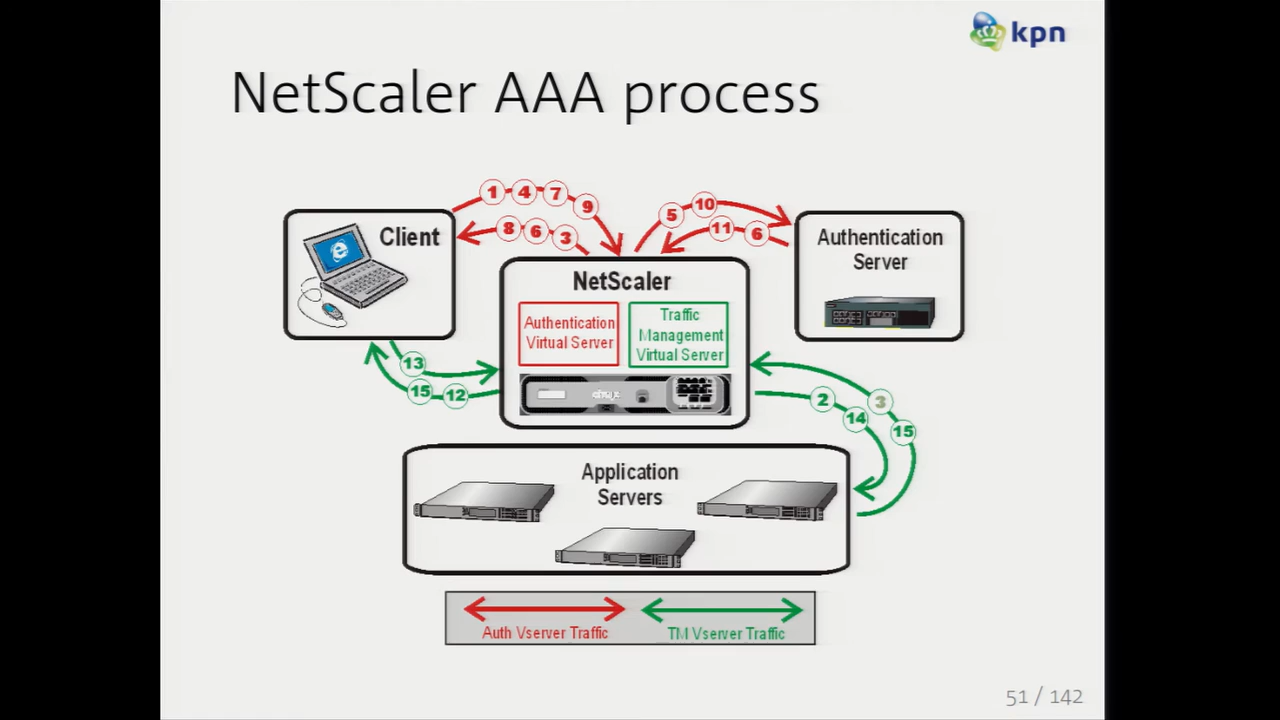 kpn
NetScaler AAA process
1 4 7 9
8 6 3
5 10
11 6
Client
Authentication
Server
NetScaler
Authentication
Virtual Server
Traffic
Management
Virtual Server
citrix
13
15 12
2
14
3
15
Application
Servers
Auth Vserver Traffic
TM Vserver Traffic
51 / 142